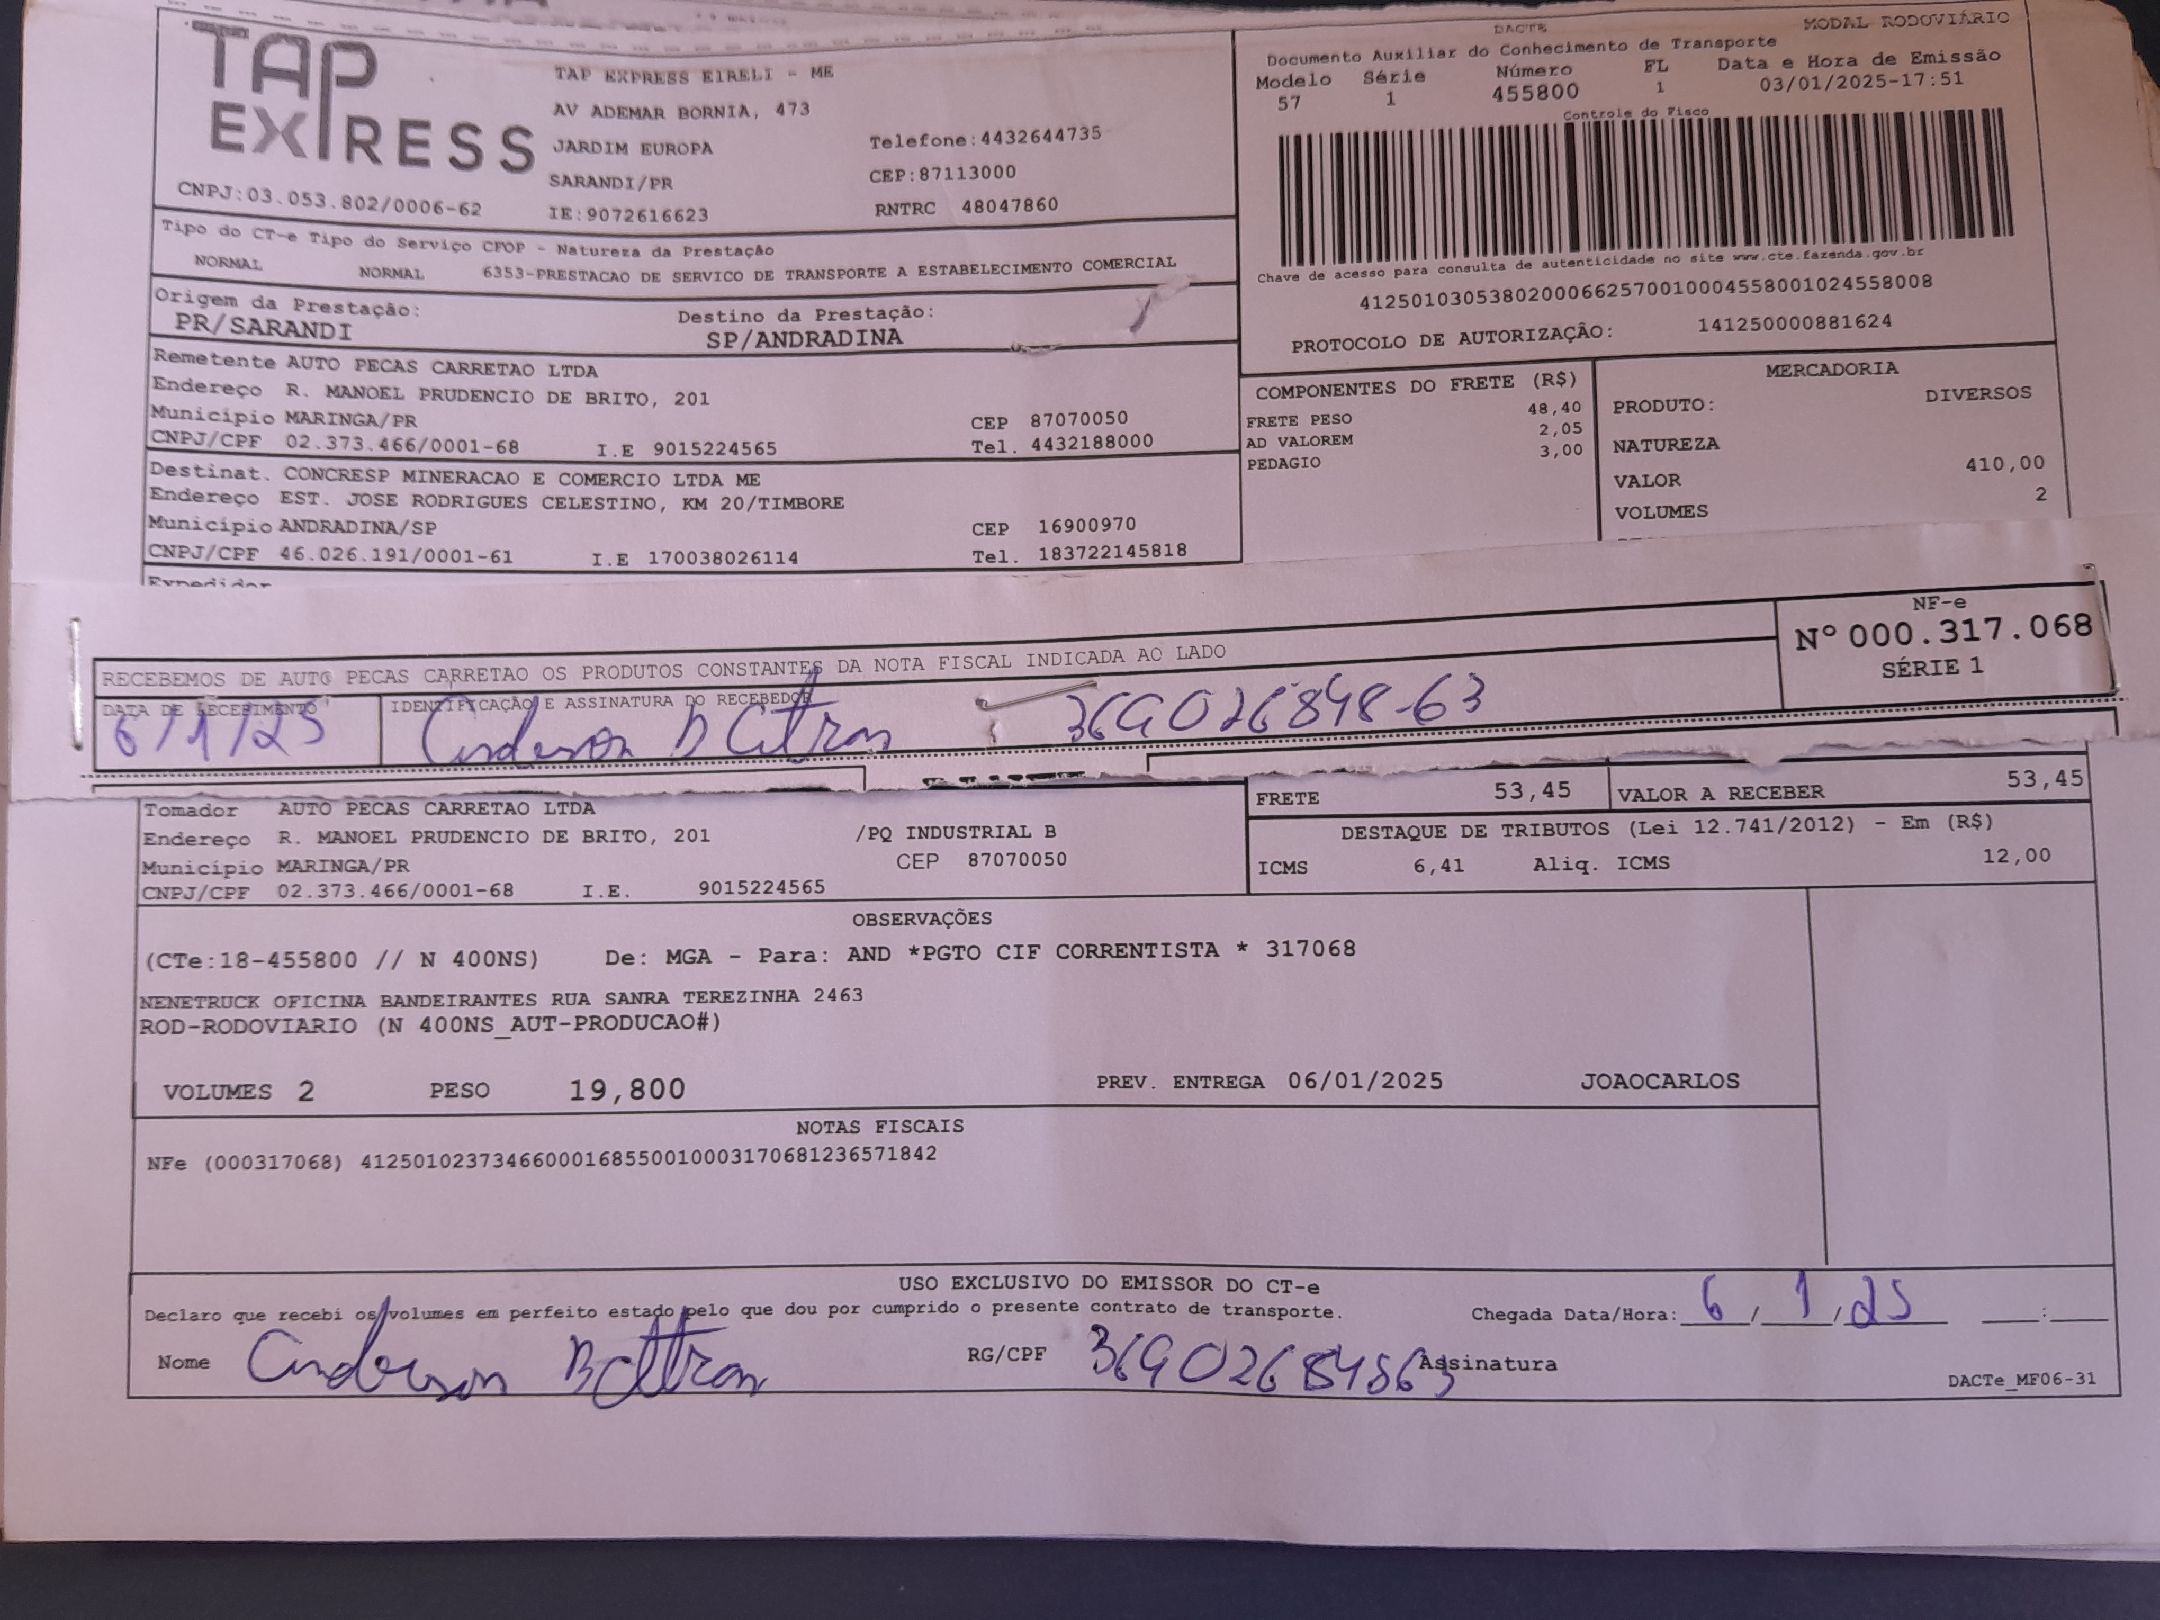 TAP EXPRESS
TAP EXPRESS EIRELI - ME
AV ADEMAR BORNIA, 473
JARDIM EUROPA Telefone:4432644735
SARANDI/PR CEP:87113000
CNPJ:03.053.802/0006-62 IE:9072616623 RNTRC 48047860
Tipo do CT-e Tipo do Serviço CFOP - Natureza da Prestação
NORMAL NORMAL 6353-PRESTACAO DE SERVICO DE TRANSPORTE A ESTABELECIMENTO COMERCIAL
Origem da Prestação: Destino da Prestação:
PR/SARANDI SP/ANDRADINA
Remetente AUTO PECAS CARRETAO LTDA
Endereço R. MANOEL PRUDENCIO DE BRITO, 201
Município MARINGA/PR CEP 87070050
CNPJ/CPF 02.373.466/0001-68 I.E 9015224565 Tel. 4432188000
Destinat. CONCRESP MINERACAO E COMERCIO LTDA ME
Endereço EST. JOSE RODRIGUES CELESTINO, KM 20/TIMBORE
Município ANDRADINA/SP CEP 16900970
CNPJ/CPF 46.026.191/0001-61 I.E 170038026114 Tel. 183722145818
Expedidor
DACTE MODAL RODOVIÁRIO
Documento Auxiliar do Conhecimento de Transporte
Modelo Série Número FL Data e Hora de Emissão
57 1 455800 1 03/01/2025-17:51
Controle do Fisco
Chave de acesso para consulta de autenticidade no site www.cte.fazenda.gov.br
41250103053802000662570010004558001024558008
PROTOCOLO DE AUTORIZAÇÃO: 141250000881624
COMPONENTES DO FRETE (R$)
FRETE PESO 48,40
AD VALOREM 2,05
PEDAGIO 3,00
MERCADORIA
PRODUTO: DIVERSOS
NATUREZA
VALOR 410,00
VOLUMES 2
RECEBEMOS DE AUTO PECAS CARRETAO OS PRODUTOS CONSTANTES DA NOTA FISCAL INDICADA AO LADO
NF-e
Nº 000.317.068
SÉRIE 1
DATA DE RECEBIMENTO IDENTIFICAÇÃO E ASSINATURA DO RECEBEDOR
6/1/25 Anderson Beltran 369026848-63
Tomador AUTO PECAS CARRETAO LTDA
Endereço R. MANOEL PRUDENCIO DE BRITO, 201 /PQ INDUSTRIAL B
Município MARINGA/PR CEP 87070050
CNPJ/CPF 02.373.466/0001-68 I.E. 9015224565
FRETE 53,45 VALOR A RECEBER 53,45
DESTAQUE DE TRIBUTOS (Lei 12.741/2012) - Em (R$)
ICMS 6,41 Aliq. ICMS 12,00
OBSERVAÇÕES
(CTe:18-455800 // N 400NS) De: MGA - Para: AND *PGTO CIF CORRENTISTA * 317068
NENETRUCK OFICINA BANDEIRANTES RUA SANRA TEREZINHA 2463
ROD-RODOVIARIO (N 400NS_AUT-PRODUCAO#)
VOLUMES 2 PESO 19,800 PREV. ENTREGA 06/01/2025 JOAOCARLOS
NOTAS FISCAIS
NFe (000317068) 41250102373466000168550010003170681236571842
USO EXCLUSIVO DO EMISSOR DO CT-e
Declaro que recebi os volumes em perfeito estado pelo que dou por cumprido o presente contrato de transporte. Chegada Data/Hora: 6/1/25 __:__
Nome Anderson Beltran RG/CPF 36902684863 Assinatura
DACTe_MF06-31